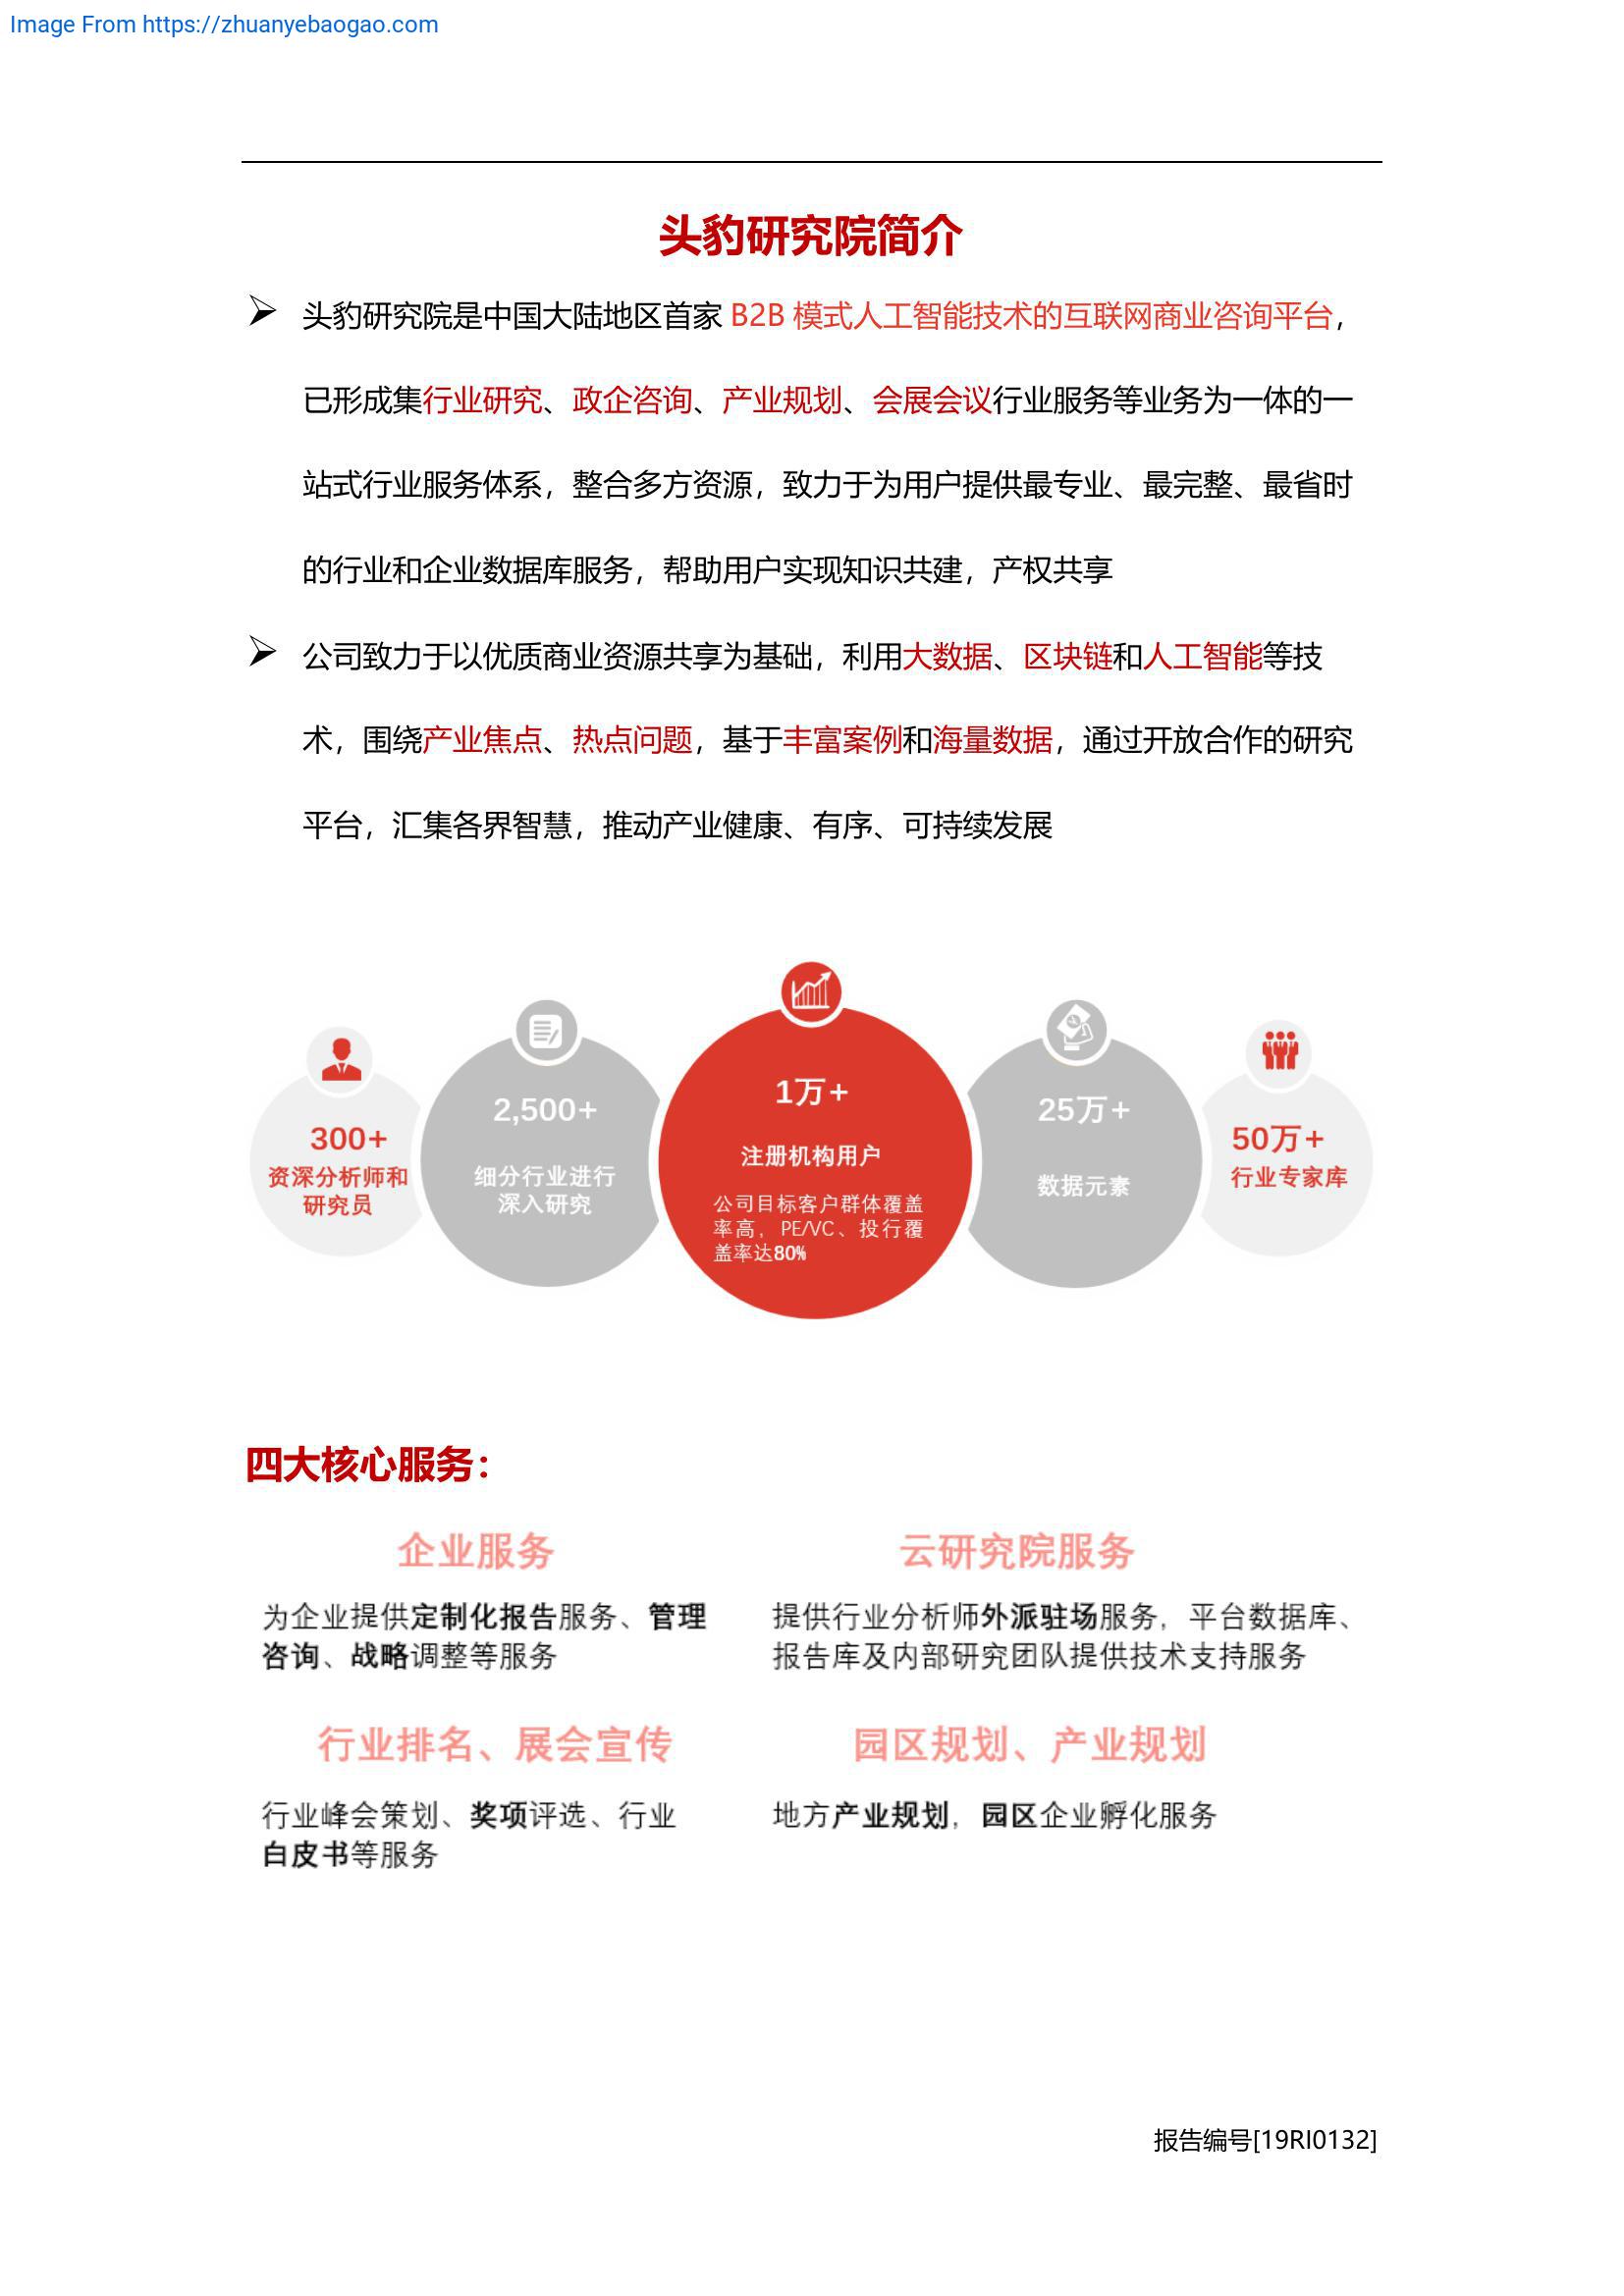 Image From https://zhuanyebaogao.com
头豹研究院简介
➢ 头豹研究院是中国大陆地区首家 B2B 模式人工智能技术的互联网商业咨询平台，
已形成集行业研究、政企咨询、产业规划、会展会议行业服务等业务为一体的一
站式行业服务体系，整合多方资源，致力于为用户提供最专业、最完整、最省时
的行业和企业数据库服务，帮助用户实现知识共建，产权共享
➢ 公司致力于以优质商业资源共享为基础，利用大数据、区块链和人工智能等技
术，围绕产业焦点、热点问题，基于丰富案例和海量数据，通过开放合作的研究
平台，汇集各界智慧，推动产业健康、有序、可持续发展
300+
资深分析师和
研究员
2,500+
细分行业进行
深入研究
1万+
注册机构用户
公司目标客户群体覆盖
率高，PE/VC、投行覆
盖率达80%
25万+
数据元素
50万+
行业专家库
四大核心服务：
企业服务
为企业提供定制化报告服务、管理
咨询、战略调整等服务
云研究院服务
提供行业分析师外派驻场服务，平台数据库、
报告库及内部研究团队提供技术支持服务
行业排名、展会宣传
行业峰会策划、奖项评选、行业
白皮书等服务
园区规划、产业规划
地方产业规划，园区企业孵化服务
报告编号[19RI0132]